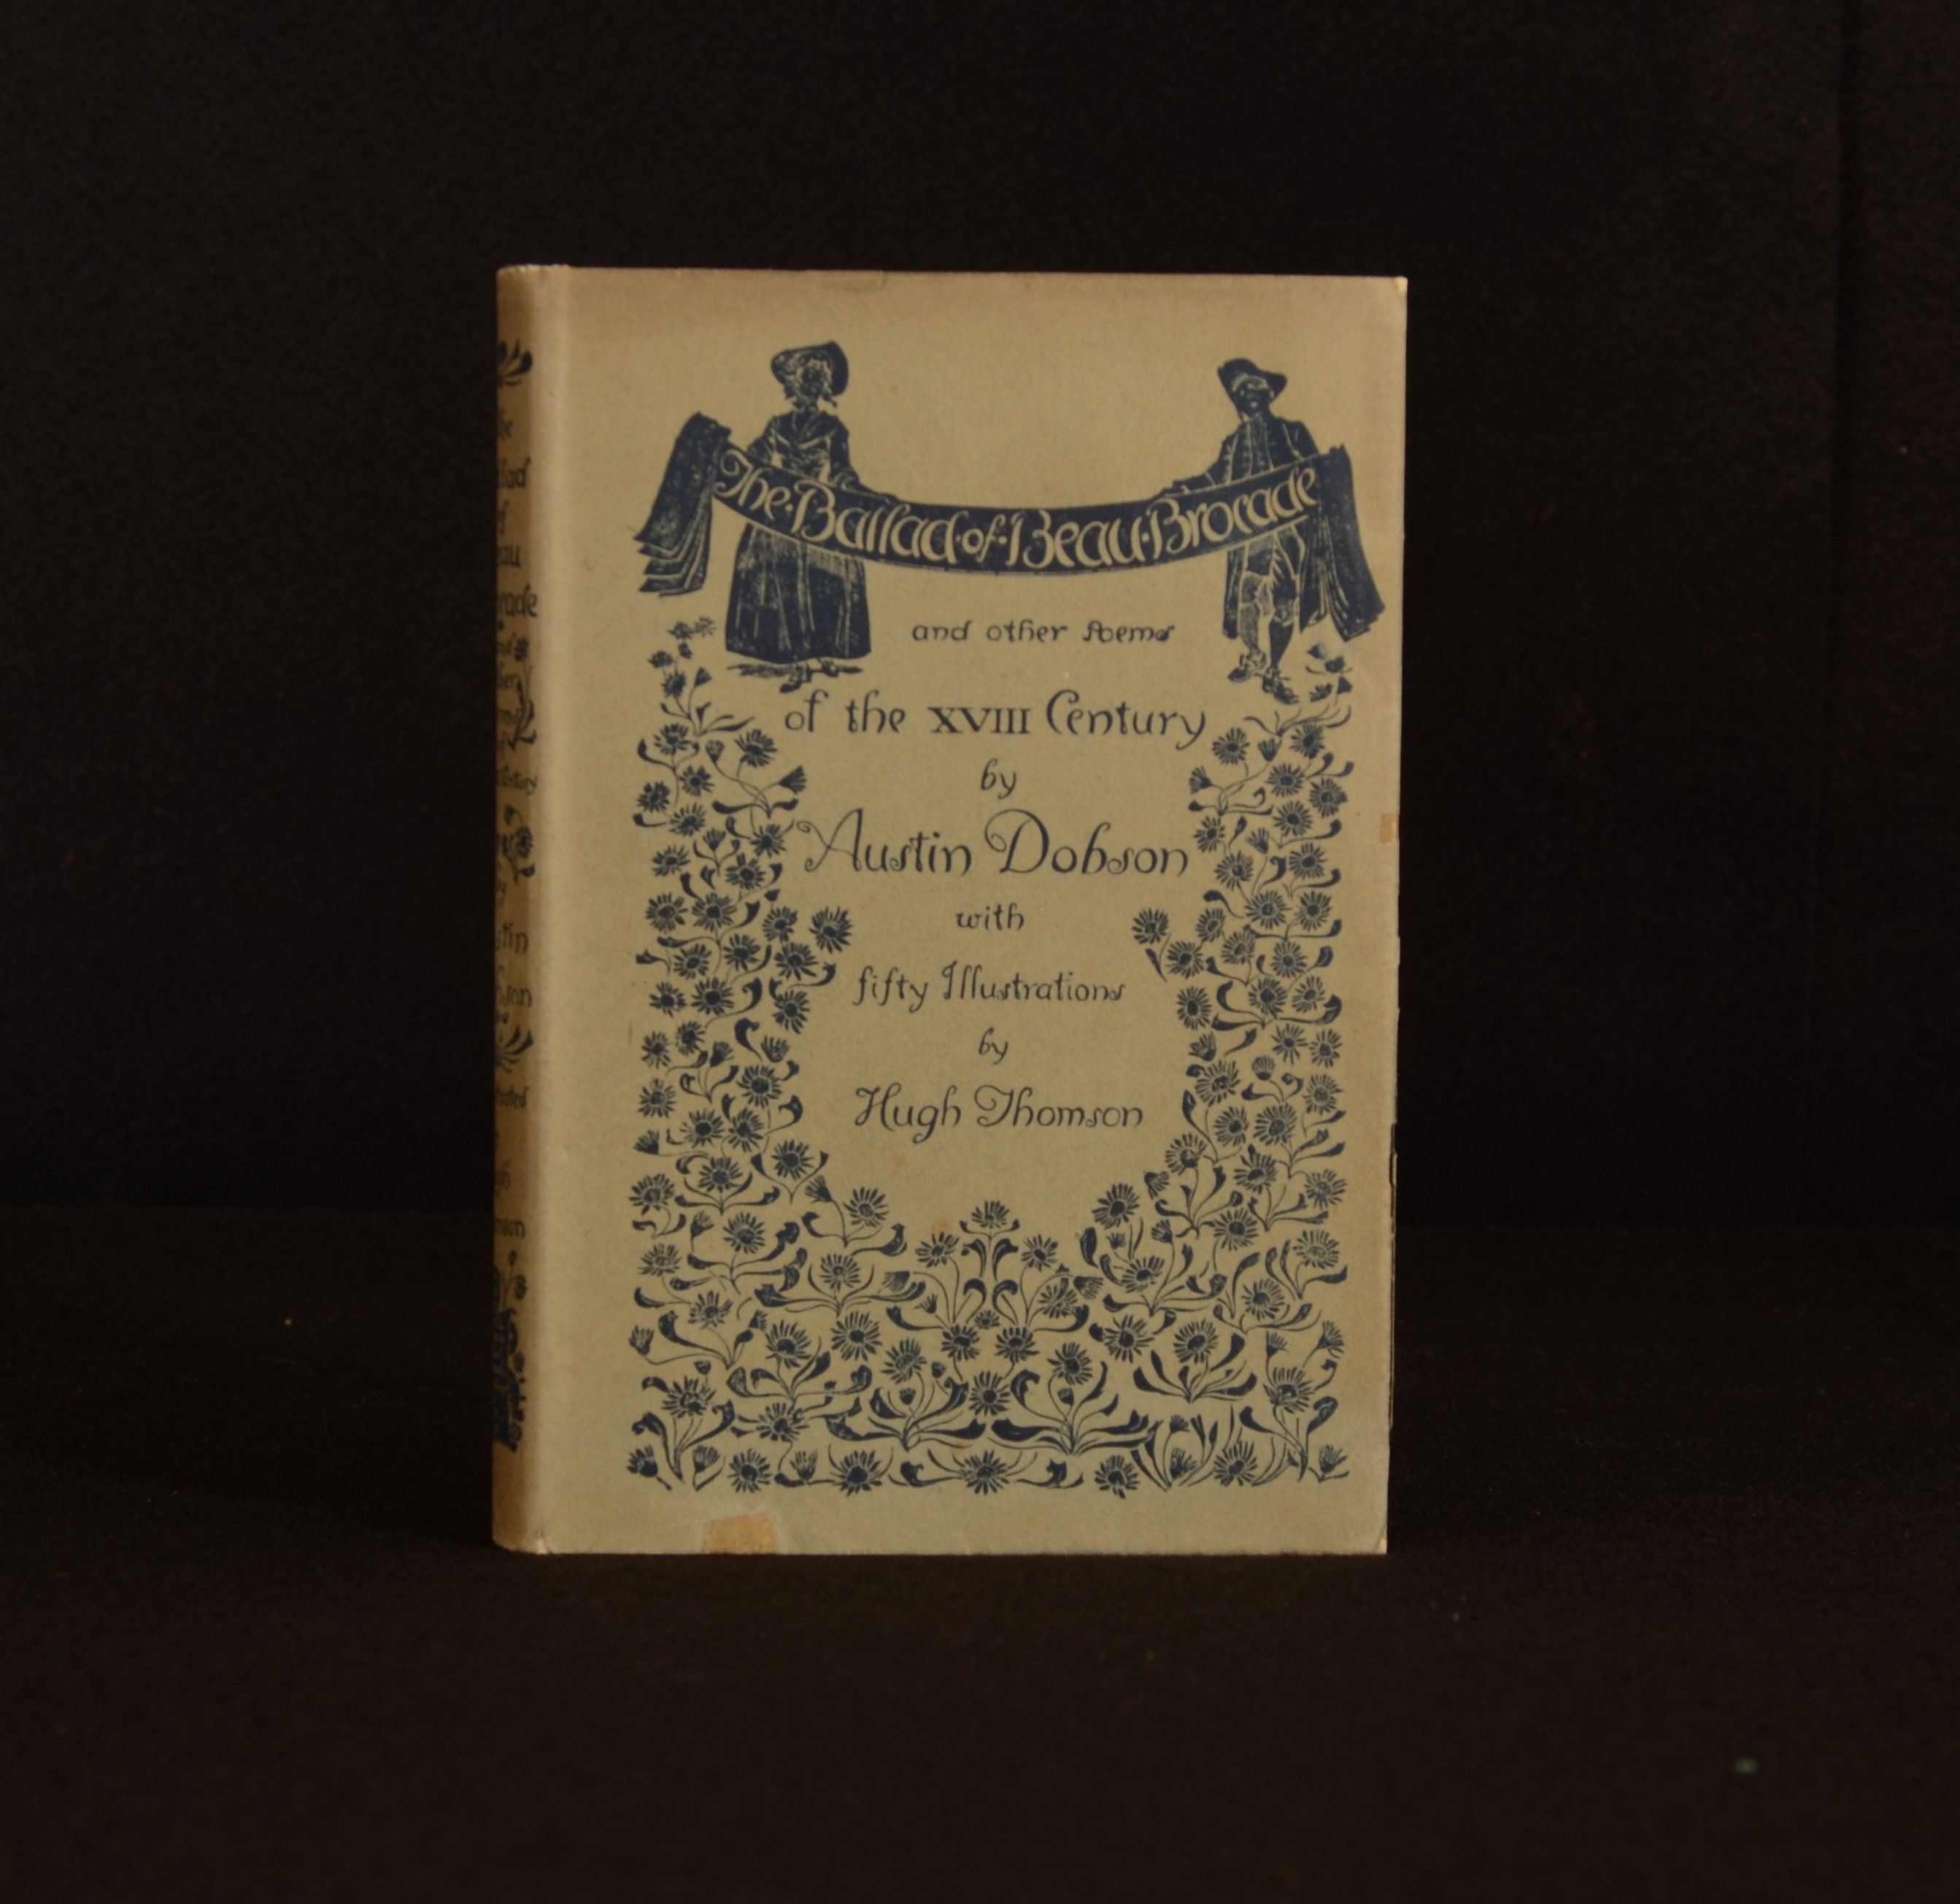 The·Ballad·of·Beau·Brocade
and other Poems
of the XVIII Century
by
Austin Dobson
with
fifty Illustrations
by
Hugh Thomson